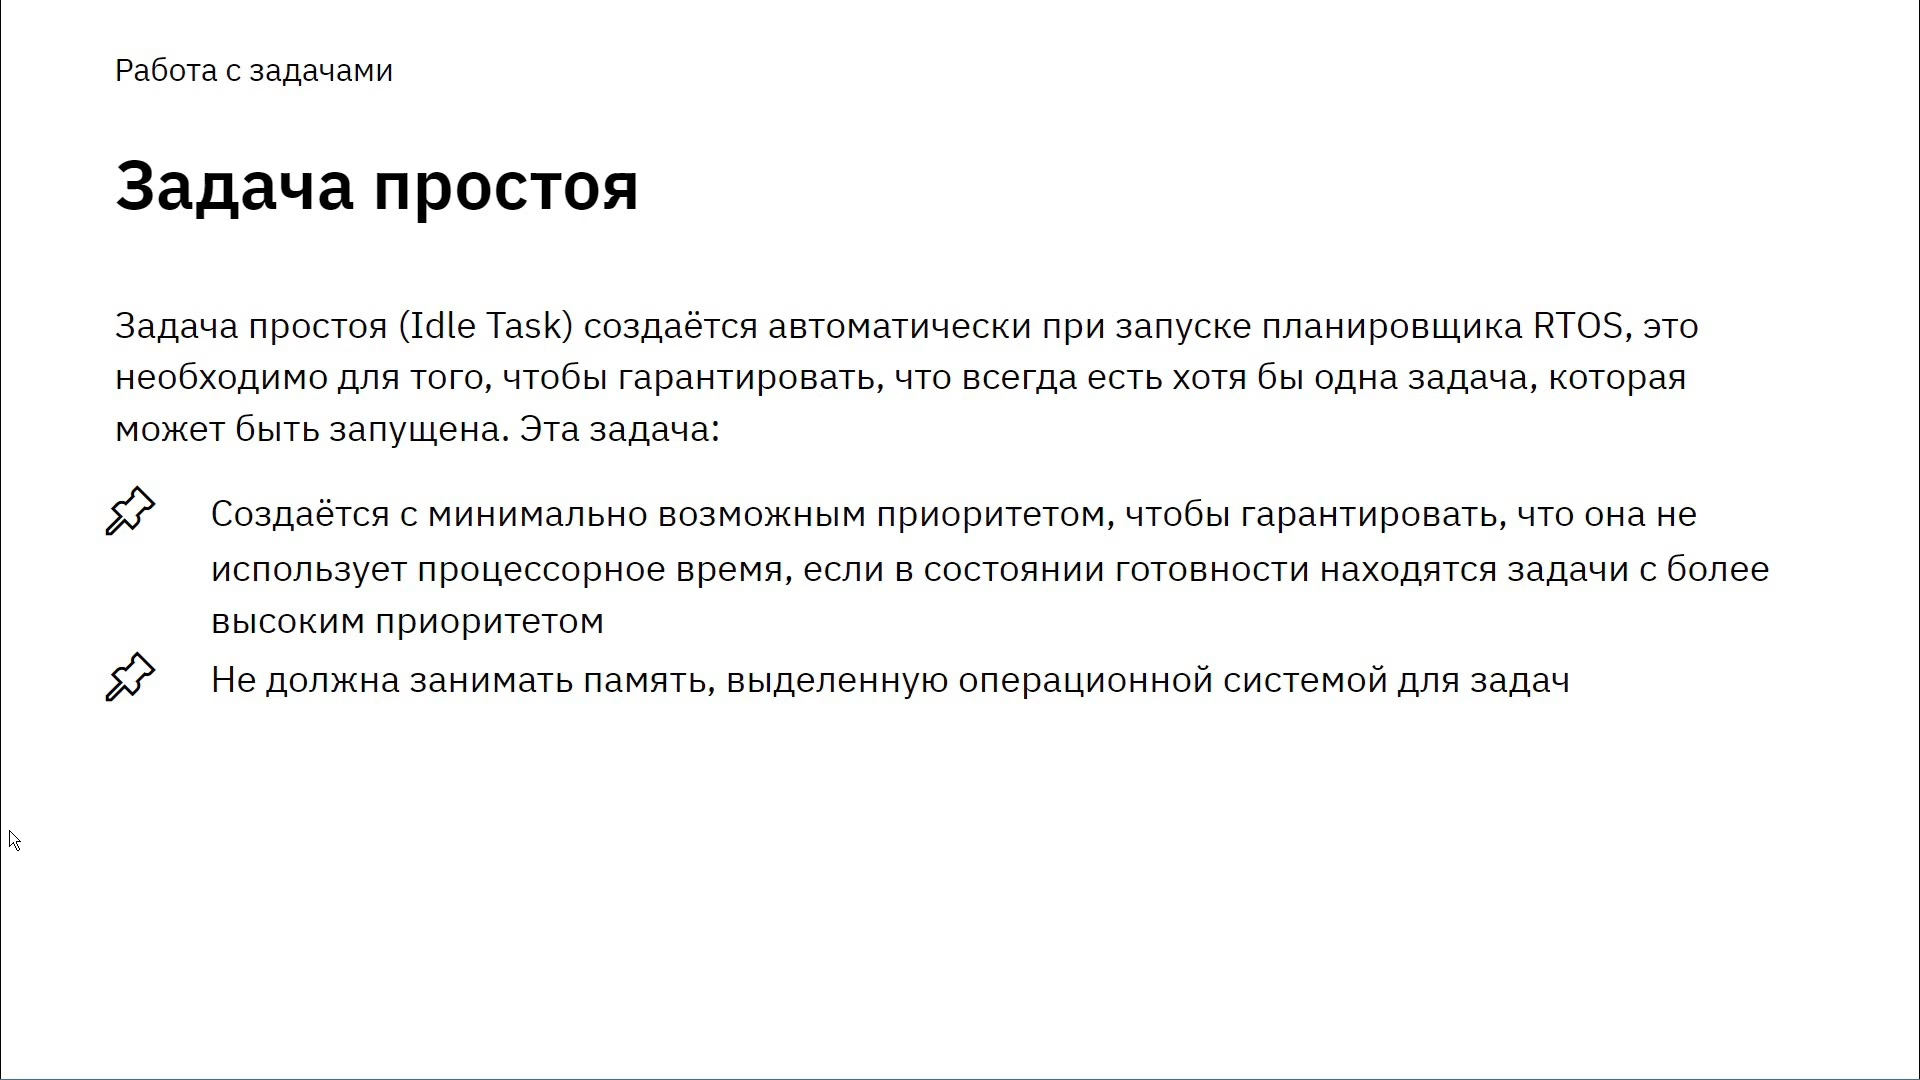 Работа с задачами
Задача простоя
Задача простоя (Idle Task) создаётся автоматически при запуске планировщика RTOS, это
необходимо для того, чтобы гарантировать, что всегда есть хотя бы одна задача, которая
может быть запущена. Эта задача:
Создаётся с минимально возможным приоритетом, чтобы гарантировать, что она не
использует процессорное время, если в состоянии готовности находятся задачи с более
высоким приоритетом
Не должна занимать память, выделенную операционной системой для задач